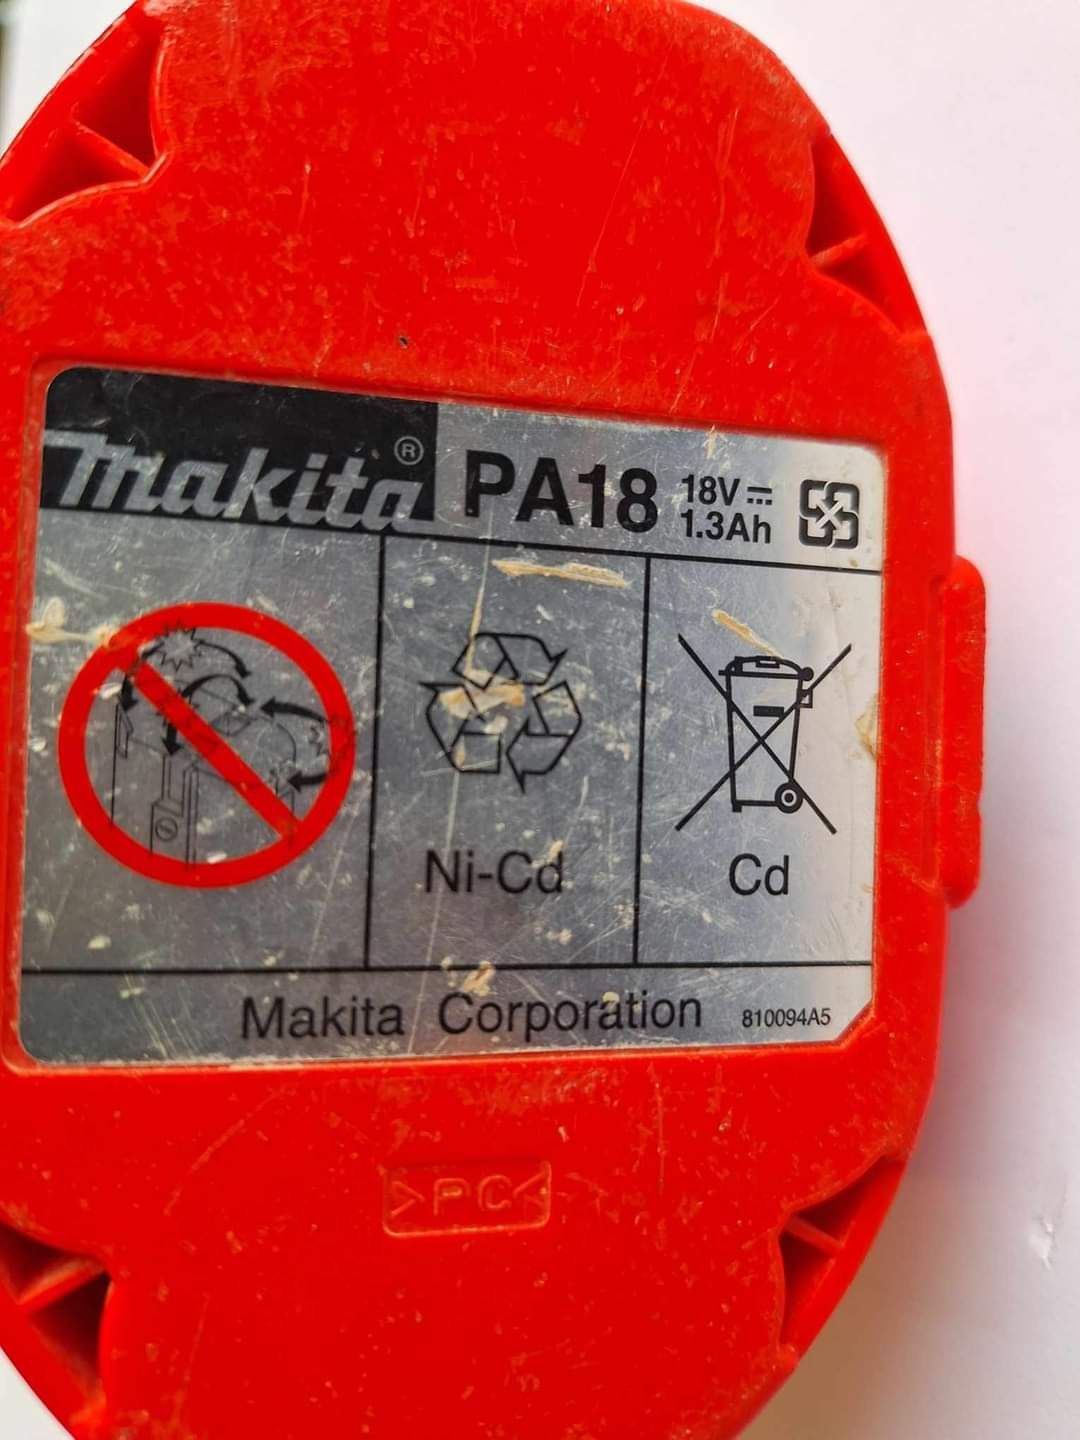 makita®
PA18
18V⎓
1.3Ah
Ni-Cd
Cd
Makita Corporation
810094A5
>PC<